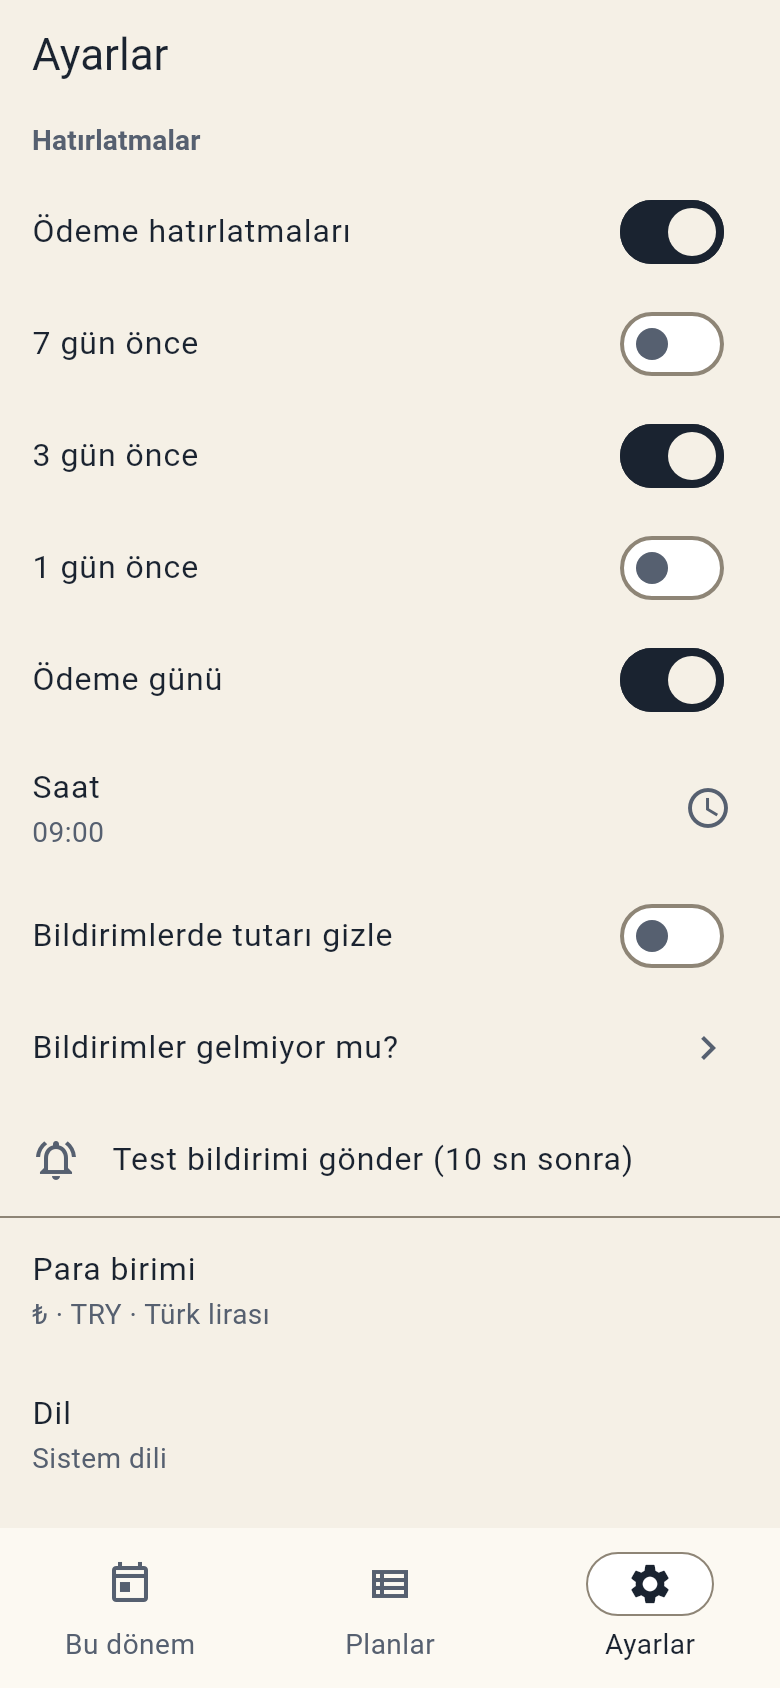 Ayarlar
Hatırlatmalar
Ödeme hatırlatmaları
7 gün önce
3 gün önce
1 gün önce
Ödeme günü
Saat
09:00
Bildirimlerde tutarı gizle
Bildirimler gelmiyor mu?
Test bildirimi gönder (10 sn sonra)
Para birimi
₺ · TRY · Türk lirası
Dil
Sistem dili
Bu dönem
Planlar
Ayarlar